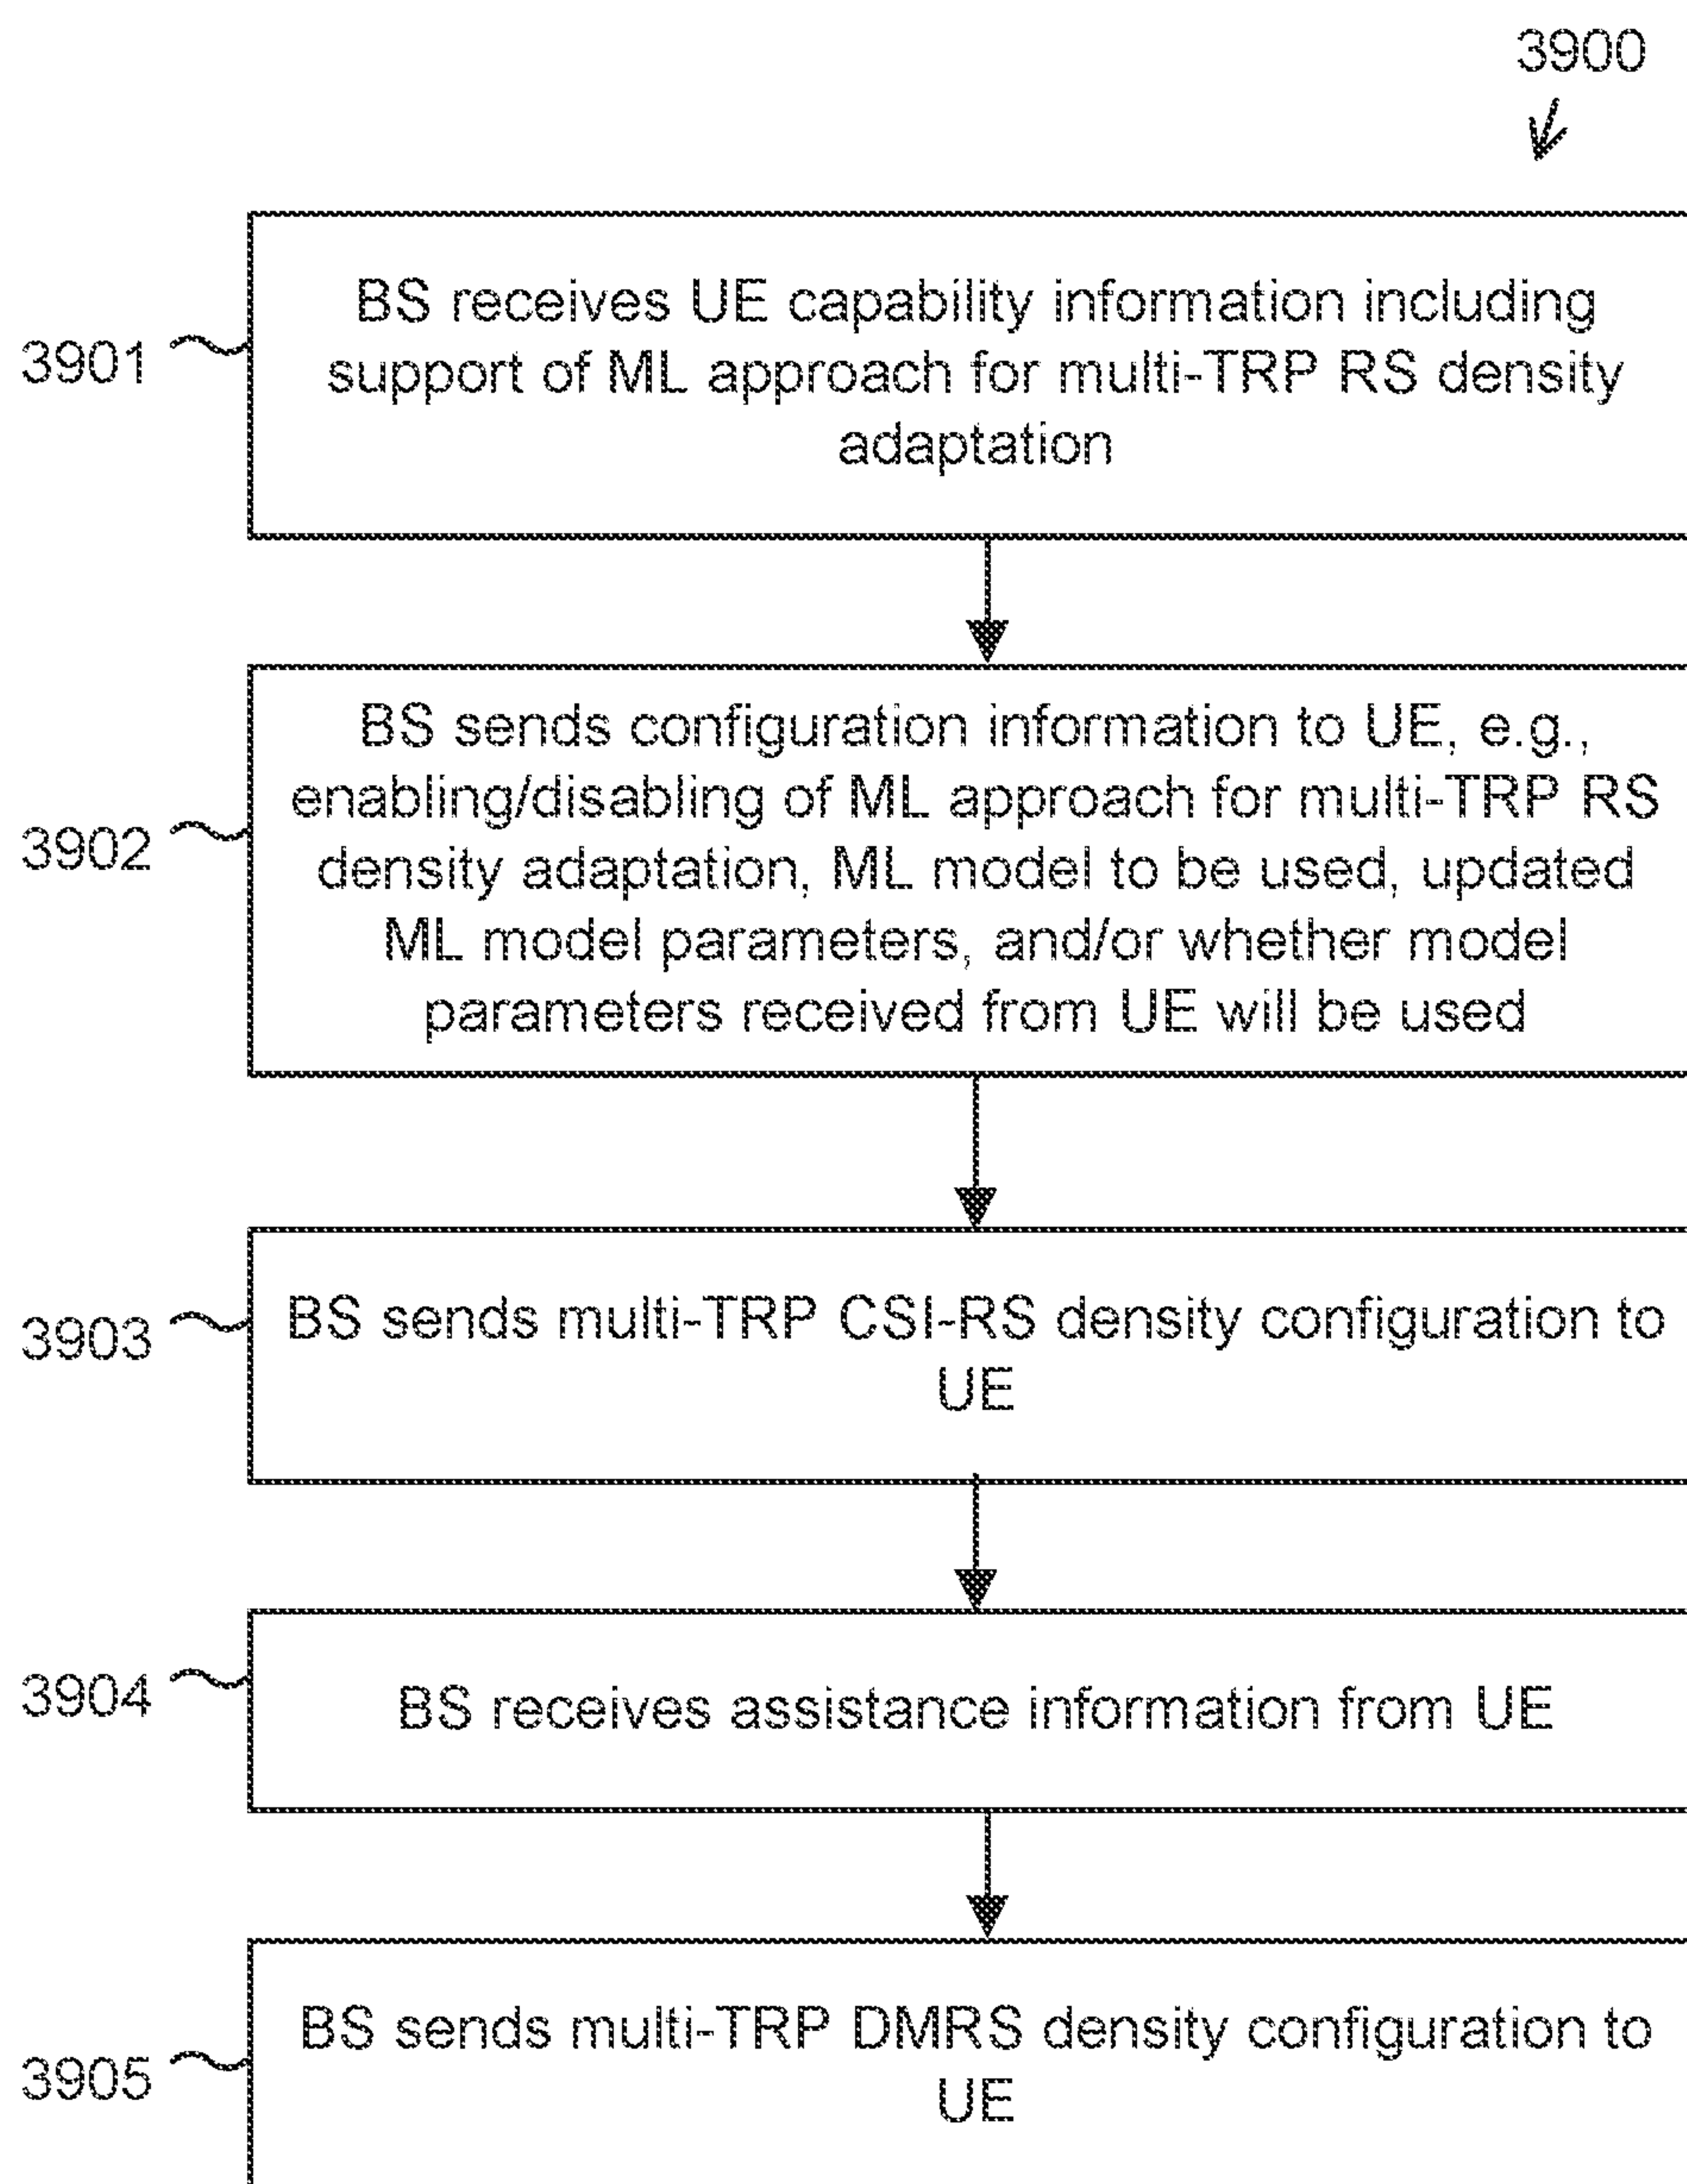 3900
BS receives UE capability information including
support of ML approach for multi-TRP RS density
adaptation
3901
BS sends configuration information to UE, e.g.,
enabling/disabling of ML approach for multi-TRP RS
density adaptation, ML model to be used, updated
ML model parameters, and/or whether model
parameters received from UE will be used
3902
BS sends multi-TRP CSI-RS density configuration to
UE
3903
BS receives assistance information from UE
3904
BS sends multi-TRP DMRS density configuration to
UE
3905